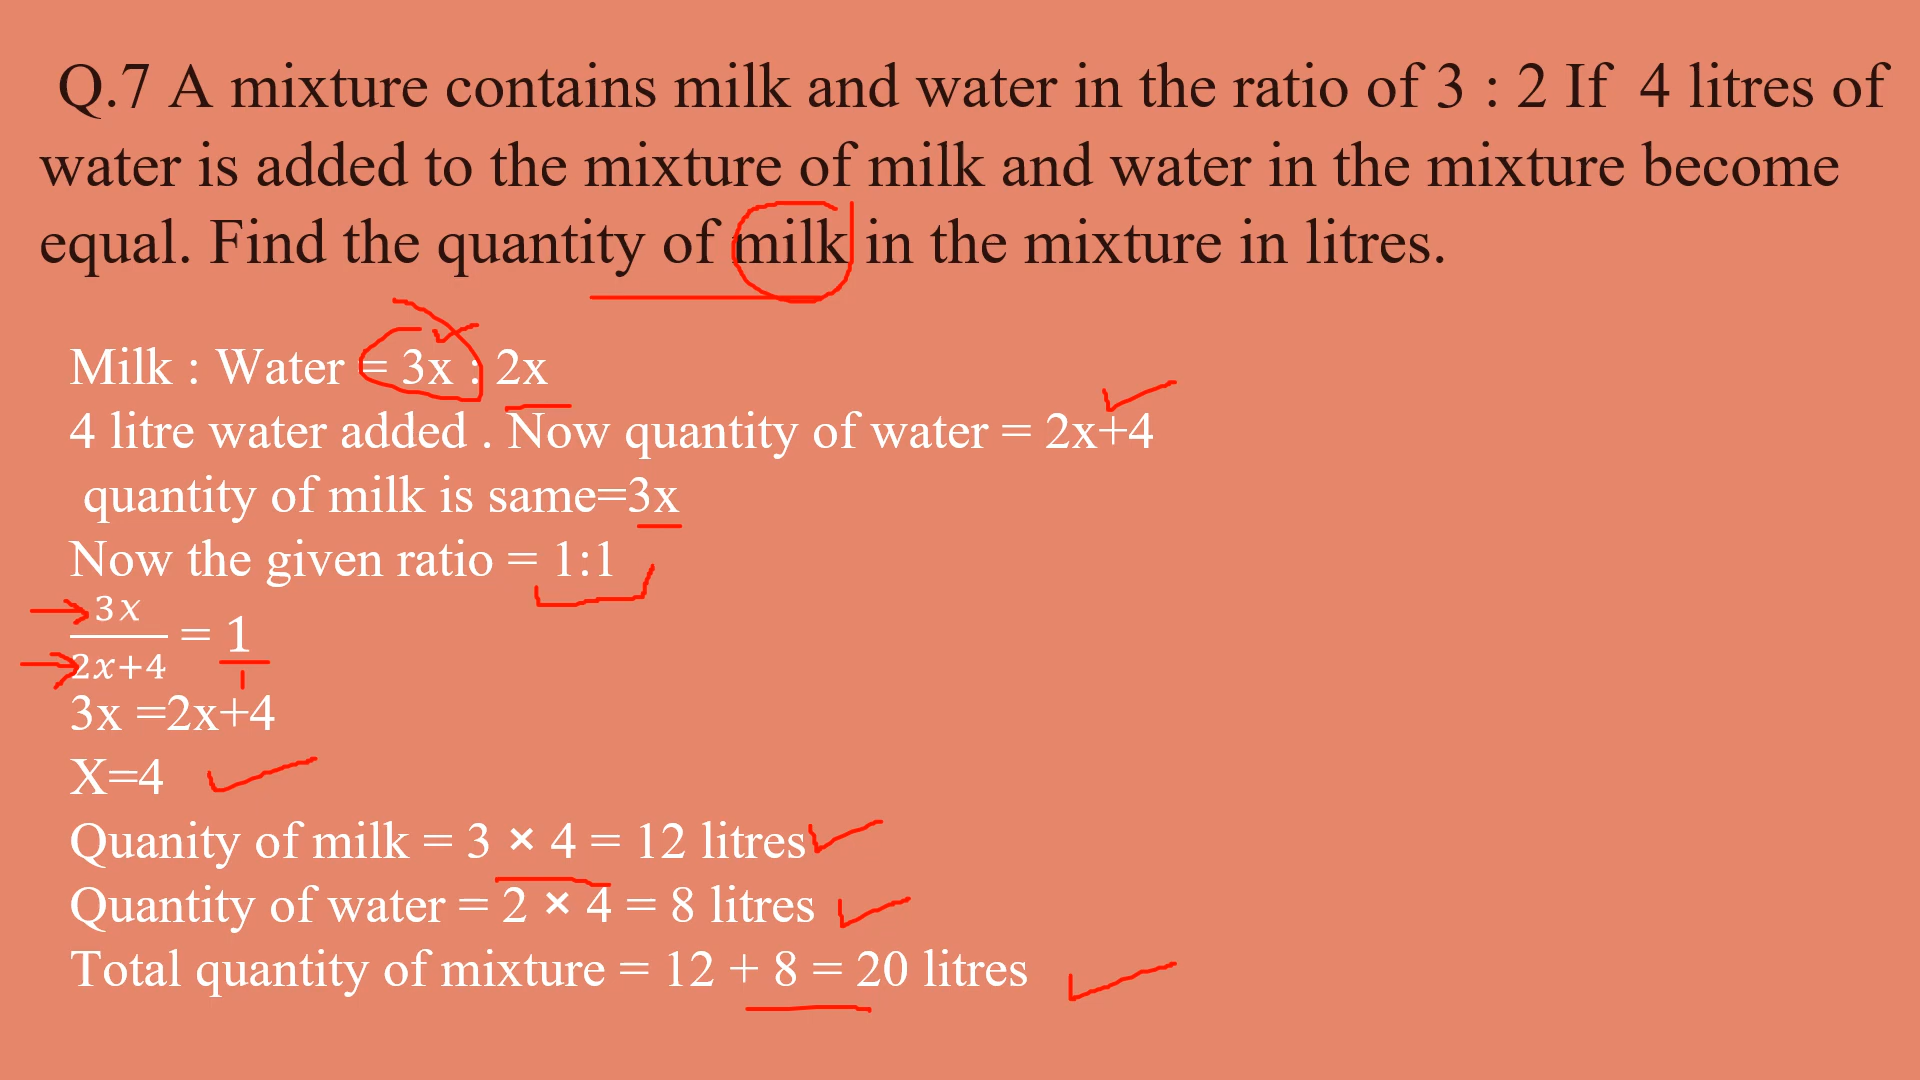 Q.7 A mixture contains milk and water in the ratio of 3 : 2 If 4 litres of
water is added to the mixture of milk and water in the mixture become
equal. Find the quantity of milk in the mixture in litres.
Milk : Water = 3x : 2x
4 litre water added . Now quantity of water = 2x+4
quantity of milk is same=3x
Now the given ratio = 1:1
3x/2x+4 = 1
3x =2x+4
X=4
Quanity of milk = 3 × 4 = 12 litres
Quantity of water = 2 × 4 = 8 litres
Total quantity of mixture = 12 + 8 = 20 litres